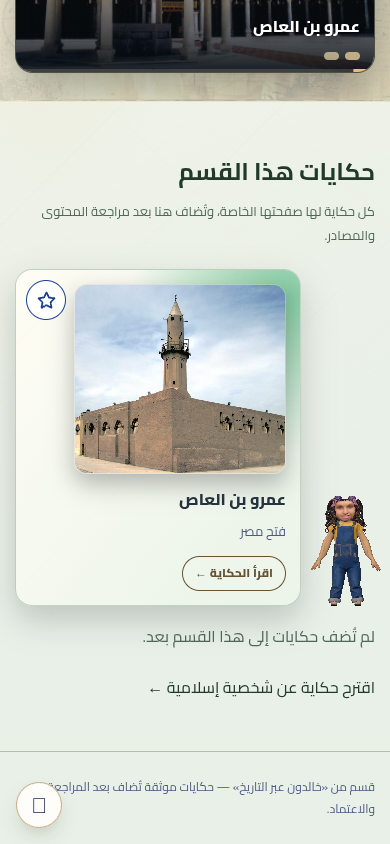 عمرو بن العاص
حكايات هذا القسم
كل حكاية لها صفحتها الخاصة، وتُضاف هنا بعد مراجعة المحتوى
والمصادر.
عمرو بن العاص
فتح مصر
اقرأ الحكاية ←
لم تُضف حكايات إلى هذا القسم بعد.
اقترح حكاية عن شخصية إسلامية ←
قسم من «خالدون عبر التاريخ» — حكايات موثقة تُضاف بعد المراجعة
والاعتماد.